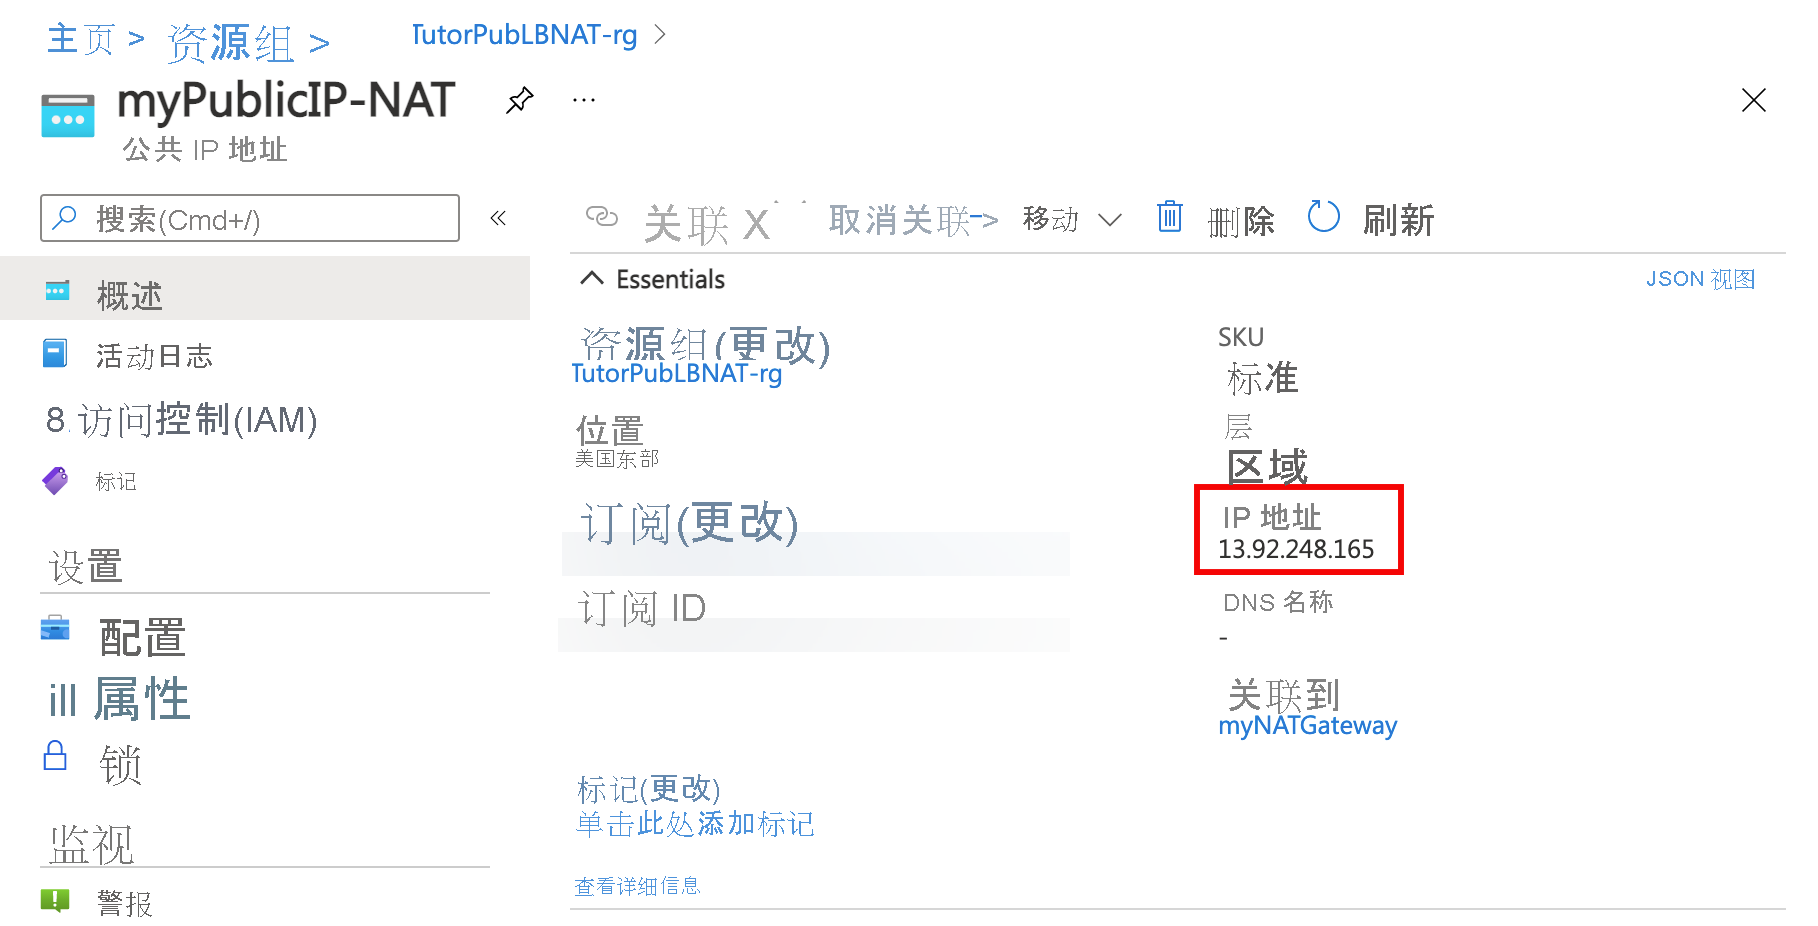 主页 > 资源组 > TutorPubLBNAT-rg >
myPublicIP-NAT ...
公共 IP 地址
搜索(Cmd+/) «
概述
活动日志
8.访问控制(IAM)
标记
设置
配置
ill 属性
锁
监视
警报
关联 X 取消关联-> 移动 删除 刷新
Essentials
JSON 视图
资源组(更改)
TutorPubLBNAT-rg
位置
美国东部
订阅(更改)
订阅 ID
标记(更改)
单击此处添加标记
查看详细信息
SKU
标准
层
区域
IP 地址
13.92.248.165
DNS 名称
-
关联到
myNATGateway